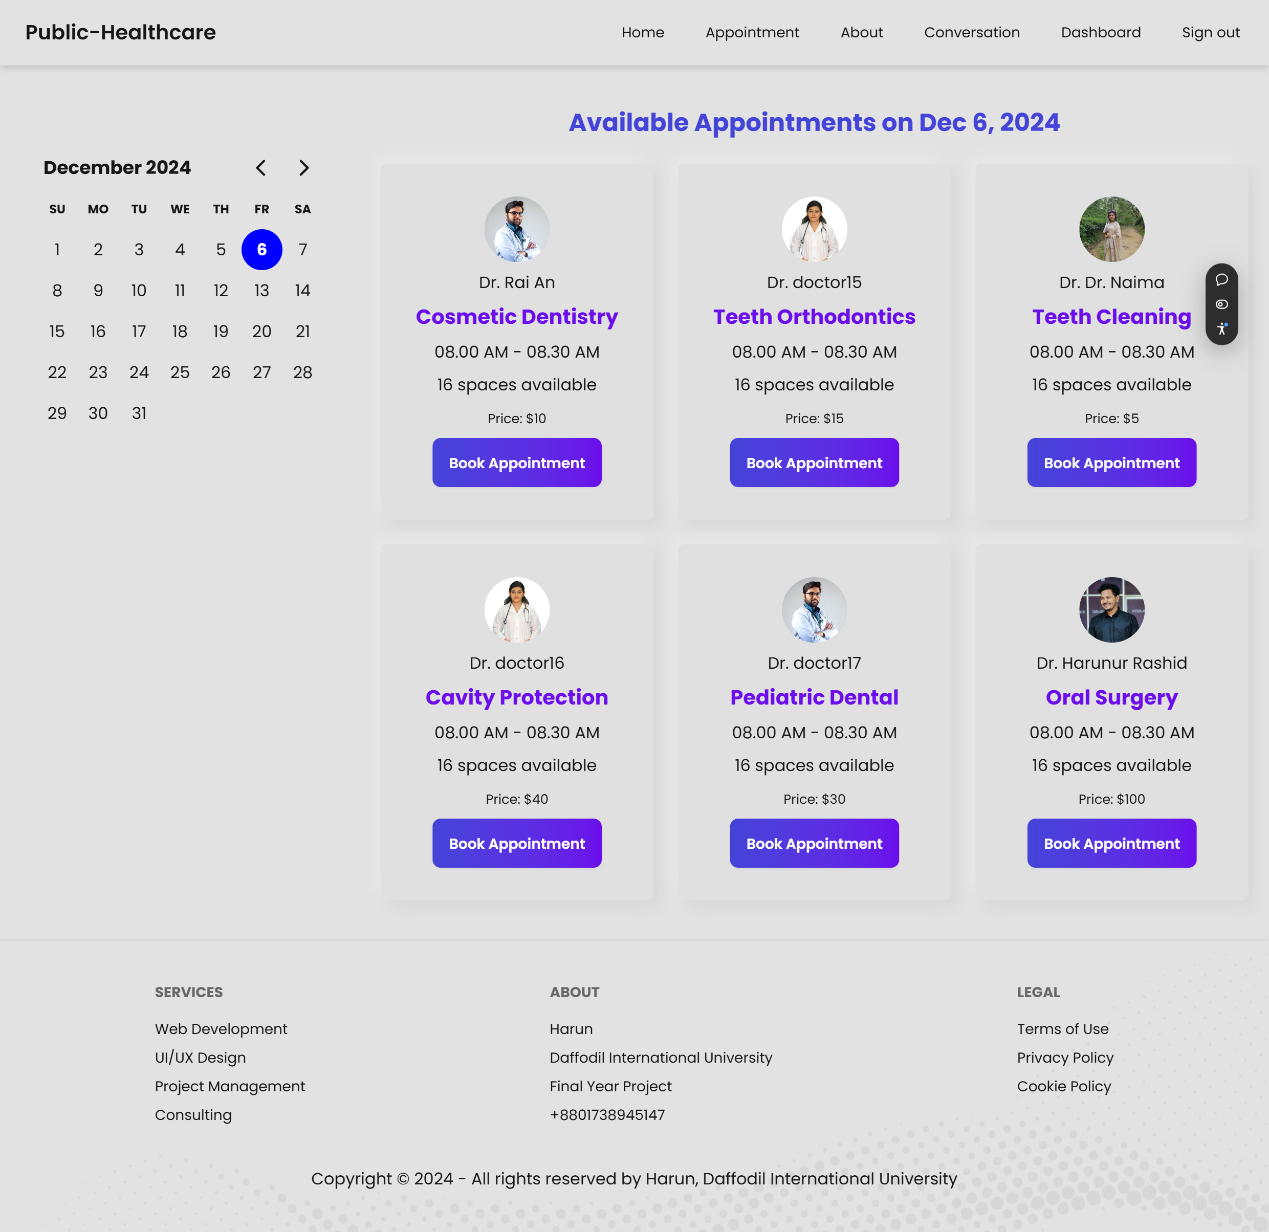 Public-Healthcare
Home Appointment About Conversation Dashboard Sign out
Available Appointments on Dec 6, 2024
December 2024
SU MO TU WE TH FR SA
1 2 3 4 5 6 7
8 9 10 11 12 13 14
15 16 17 18 19 20 21
22 23 24 25 26 27 28
29 30 31
Dr. Rai An
Cosmetic Dentistry
08.00 AM - 08.30 AM
16 spaces available
Price: $10
Book Appointment
Dr. doctor15
Teeth Orthodontics
08.00 AM - 08.30 AM
16 spaces available
Price: $15
Book Appointment
Dr. Dr. Naima
Teeth Cleaning
08.00 AM - 08.30 AM
16 spaces available
Price: $5
Book Appointment
Dr. doctor16
Cavity Protection
08.00 AM - 08.30 AM
16 spaces available
Price: $40
Book Appointment
Dr. doctor17
Pediatric Dental
08.00 AM - 08.30 AM
16 spaces available
Price: $30
Book Appointment
Dr. Harunur Rashid
Oral Surgery
08.00 AM - 08.30 AM
16 spaces available
Price: $100
Book Appointment
SERVICES
Web Development
UI/UX Design
Project Management
Consulting
ABOUT
Harun
Daffodil International University
Final Year Project
+8801738945147
LEGAL
Terms of Use
Privacy Policy
Cookie Policy
Copyright © 2024 - All rights reserved by Harun, Daffodil International University